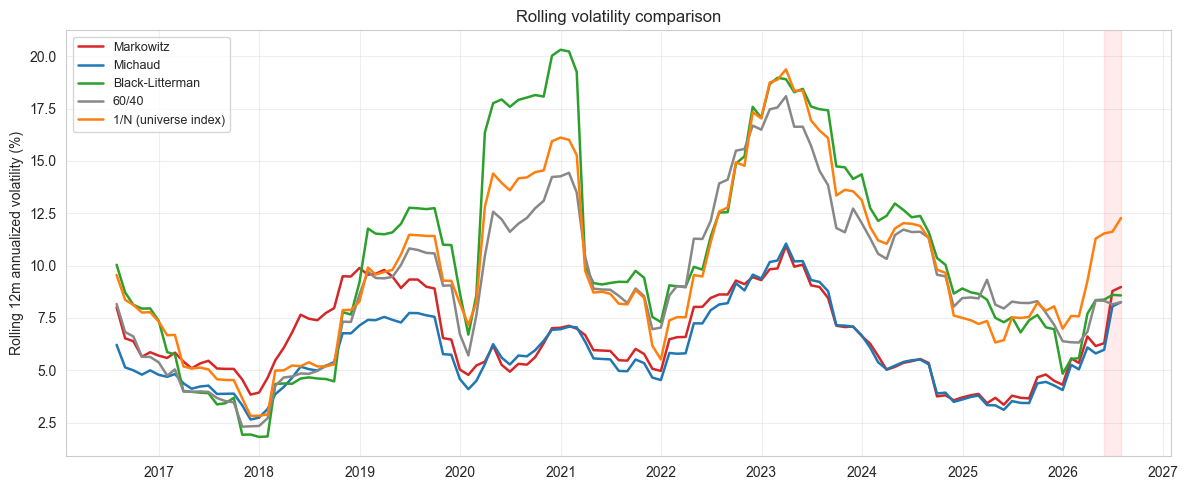 Rolling volatility comparison
Rolling 12m annualized volatility (%)
Markowitz
Michaud
Black-Litterman
60/40
1/N (universe index)
20.0
17.5
15.0
12.5
10.0
7.5
5.0
2.5
2017 2018 2019 2020 2021 2022 2023 2024 2025 2026 2027